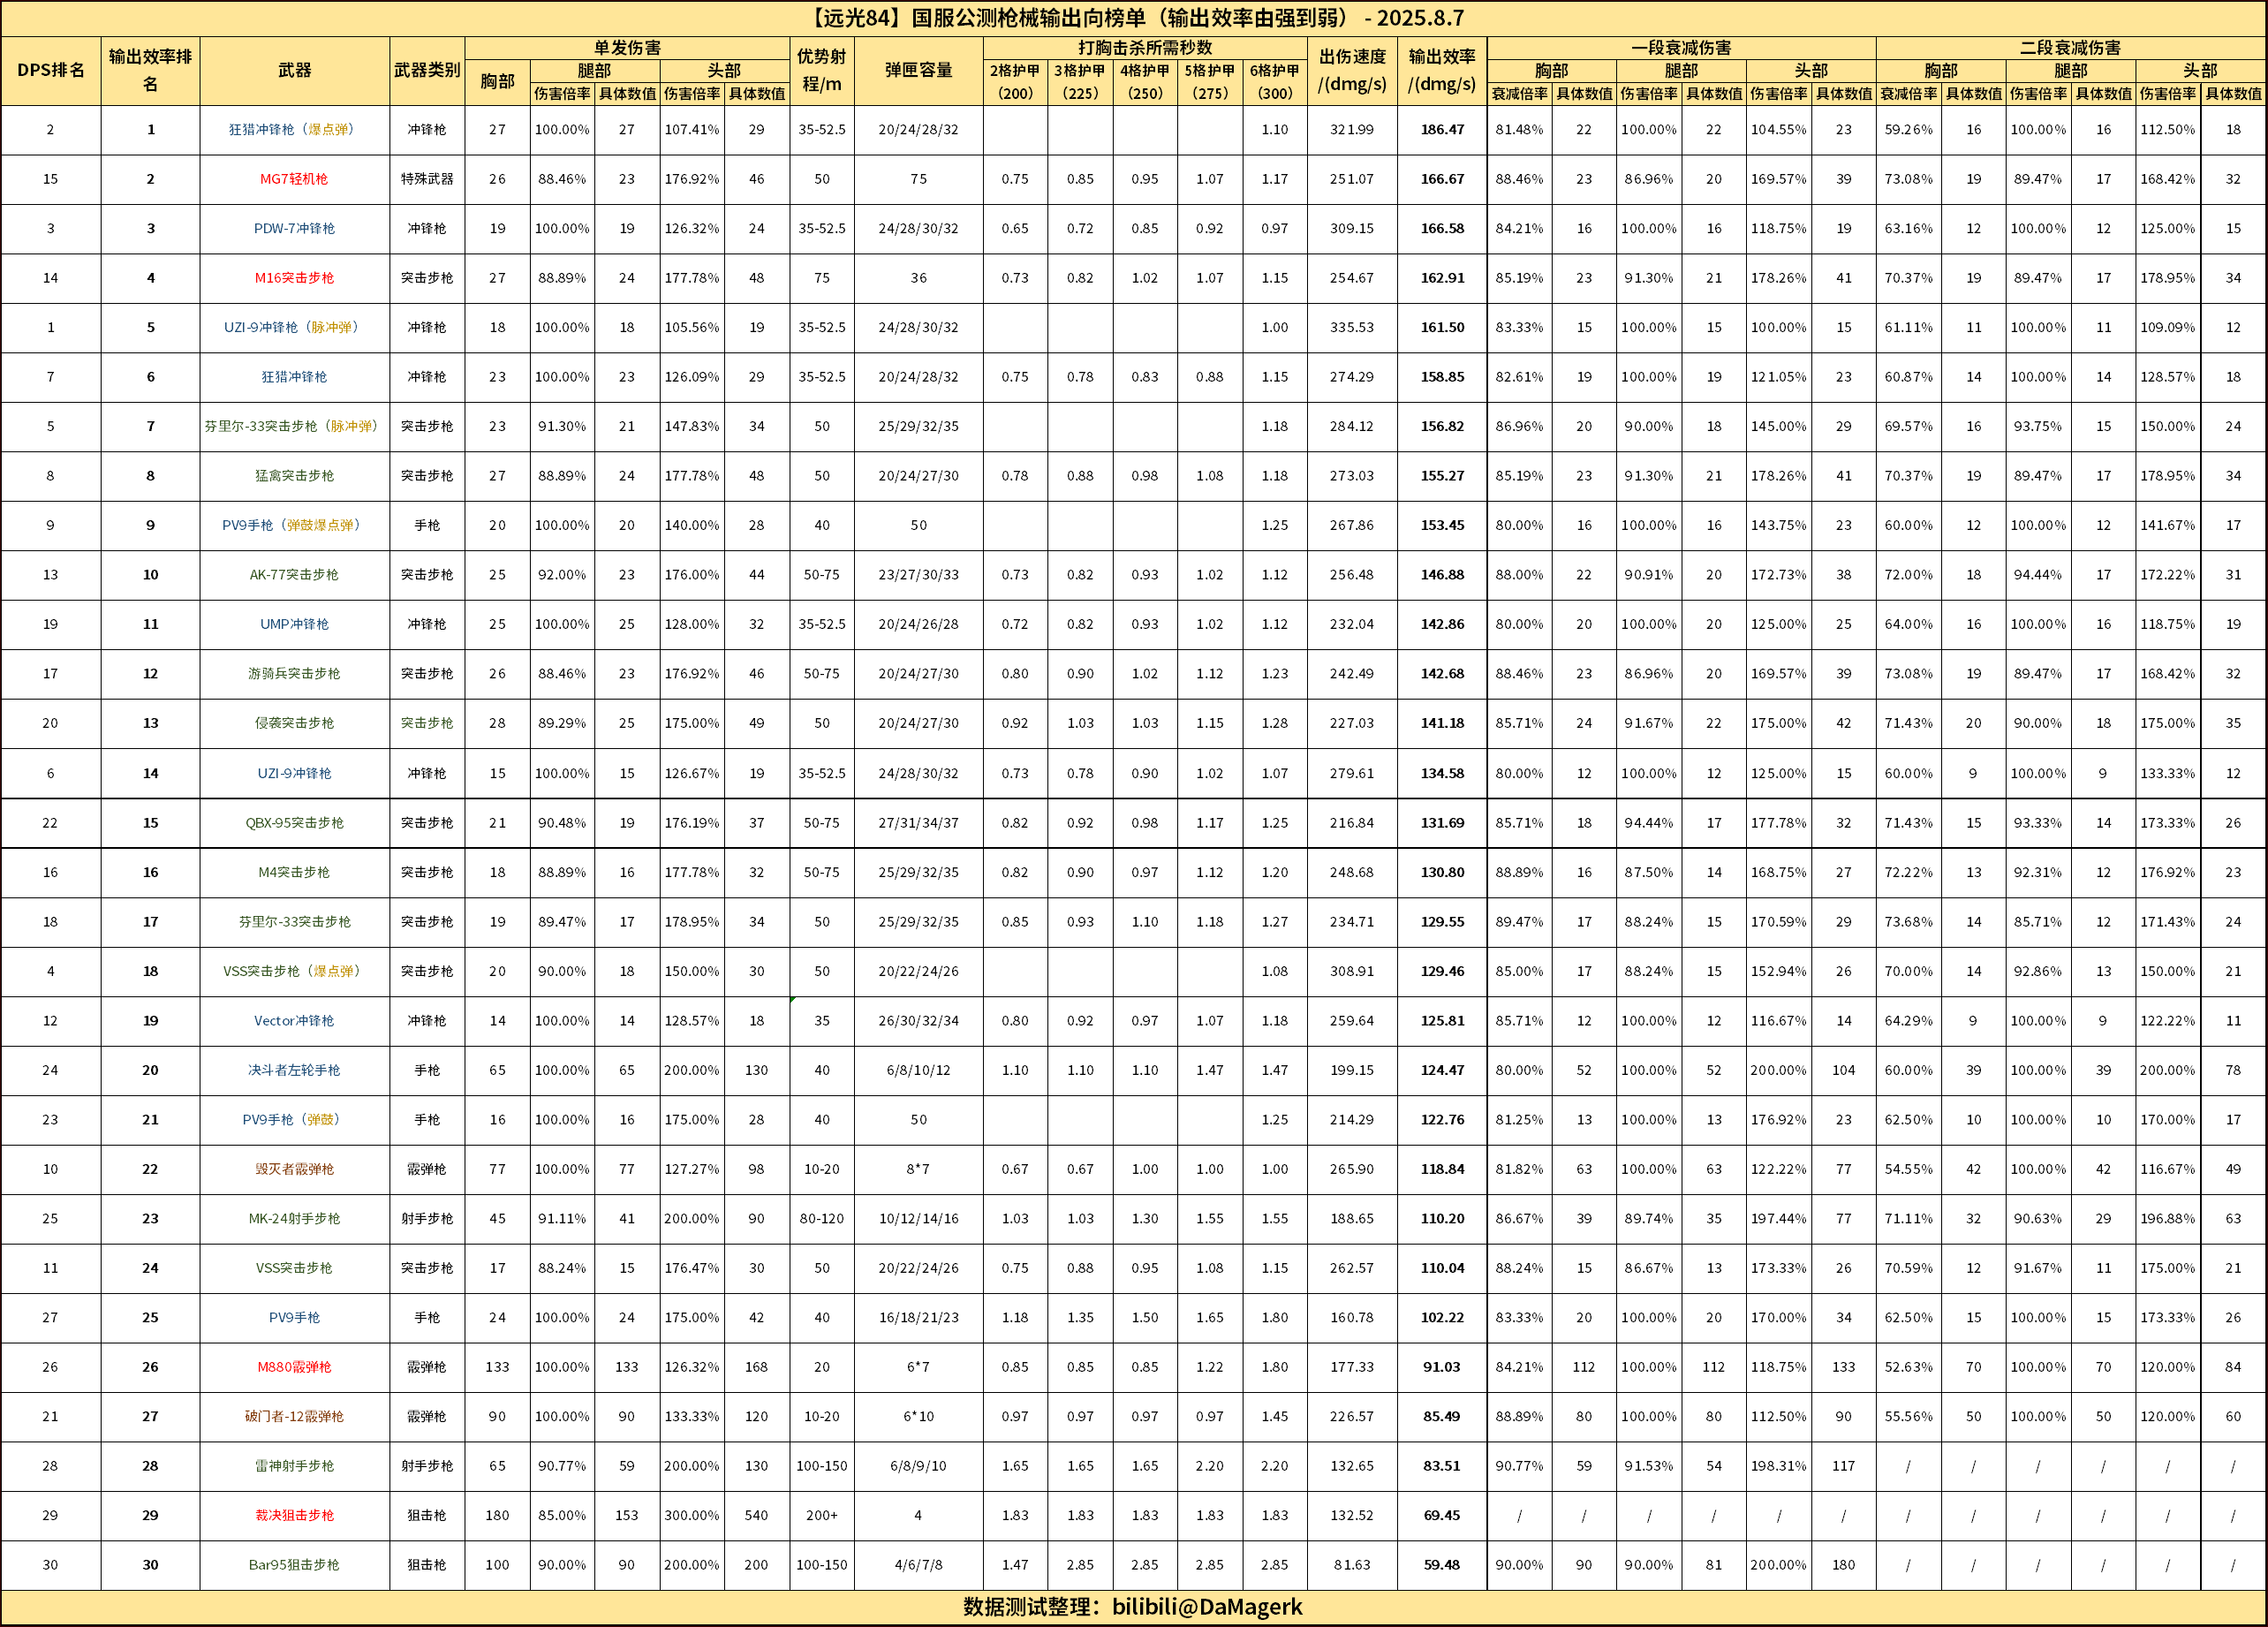 【远光84】国服公测枪械输出向榜单（输出效率由强到弱） - 2025.8.7
DPS排名 输出效率排名 武器 武器类别 单发伤害 优势射程/m 弹匣容量 打胸击杀所需秒数 出伤速度/(dmg/s) 输出效率/(dmg/s) 一段衰减伤害 二段衰减伤害
胸部 腿部 头部 2格护甲（200） 3格护甲（225） 4格护甲（250） 5格护甲（275） 6格护甲（300） 胸部 腿部 头部 胸部 腿部 头部
伤害倍率 具体数值 伤害倍率 具体数值 衰减倍率 具体数值 伤害倍率 具体数值 伤害倍率 具体数值 衰减倍率 具体数值 伤害倍率 具体数值 伤害倍率 具体数值
2 1 狂猎冲锋枪（爆点弹） 冲锋枪 27 100.00% 27 107.41% 29 35-52.5 20/24/28/32 1.10 321.99 186.47 81.48% 22 100.00% 22 104.55% 23 59.26% 16 100.00% 16 112.50% 18
15 2 MG7轻机枪 特殊武器 26 88.46% 23 176.92% 46 50 75 0.75 0.85 0.95 1.07 1.17 251.07 166.67 88.46% 23 86.96% 20 169.57% 39 73.08% 19 89.47% 17 168.42% 32
3 3 PDW-7冲锋枪 冲锋枪 19 100.00% 19 126.32% 24 35-52.5 24/28/30/32 0.65 0.72 0.85 0.92 0.97 309.15 166.58 84.21% 16 100.00% 16 118.75% 19 63.16% 12 100.00% 12 125.00% 15
14 4 M16突击步枪 突击步枪 27 88.89% 24 177.78% 48 75 36 0.73 0.82 1.02 1.07 1.15 254.67 162.91 85.19% 23 91.30% 21 178.26% 41 70.37% 19 89.47% 17 178.95% 34
1 5 UZI-9冲锋枪（脉冲弹） 冲锋枪 18 100.00% 18 105.56% 19 35-52.5 24/28/30/32 1.00 335.53 161.50 83.33% 15 100.00% 15 100.00% 15 61.11% 11 100.00% 11 109.09% 12
7 6 狂猎冲锋枪 冲锋枪 23 100.00% 23 126.09% 29 35-52.5 20/24/28/32 0.75 0.78 0.83 0.88 1.15 274.29 158.85 82.61% 19 100.00% 19 121.05% 23 60.87% 14 100.00% 14 128.57% 18
5 7 芬里尔-33突击步枪（脉冲弹） 突击步枪 23 91.30% 21 147.83% 34 50 25/29/32/35 1.18 284.12 156.82 86.96% 20 90.00% 18 145.00% 29 69.57% 16 93.75% 15 150.00% 24
8 8 猛禽突击步枪 突击步枪 27 88.89% 24 177.78% 48 50 20/24/27/30 0.78 0.88 0.98 1.08 1.18 273.03 155.27 85.19% 23 91.30% 21 178.26% 41 70.37% 19 89.47% 17 178.95% 34
9 9 PV9手枪（弹鼓爆点弹） 手枪 20 100.00% 20 140.00% 28 40 50 1.25 267.86 153.45 80.00% 16 100.00% 16 143.75% 23 60.00% 12 100.00% 12 141.67% 17
13 10 AK-77突击步枪 突击步枪 25 92.00% 23 176.00% 44 50-75 23/27/30/33 0.73 0.82 0.93 1.02 1.12 256.48 146.88 88.00% 22 90.91% 20 172.73% 38 72.00% 18 94.44% 17 172.22% 31
19 11 UMP冲锋枪 冲锋枪 25 100.00% 25 128.00% 32 35-52.5 20/24/26/28 0.72 0.82 0.93 1.02 1.12 232.04 142.86 80.00% 20 100.00% 20 125.00% 25 64.00% 16 100.00% 16 118.75% 19
17 12 游骑兵突击步枪 突击步枪 26 88.46% 23 176.92% 46 50-75 20/24/27/30 0.80 0.90 1.02 1.12 1.23 242.49 142.68 88.46% 23 86.96% 20 169.57% 39 73.08% 19 89.47% 17 168.42% 32
20 13 侵袭突击步枪 突击步枪 28 89.29% 25 175.00% 49 50 20/24/27/30 0.92 1.03 1.03 1.15 1.28 227.03 141.18 85.71% 24 91.67% 22 175.00% 42 71.43% 20 90.00% 18 175.00% 35
6 14 UZI-9冲锋枪 冲锋枪 15 100.00% 15 126.67% 19 35-52.5 24/28/30/32 0.73 0.78 0.90 1.02 1.07 279.61 134.58 80.00% 12 100.00% 12 125.00% 15 60.00% 9 100.00% 9 133.33% 12
22 15 QBX-95突击步枪 突击步枪 21 90.48% 19 176.19% 37 50-75 27/31/34/37 0.82 0.92 0.98 1.17 1.25 216.84 131.69 85.71% 18 94.44% 17 177.78% 32 71.43% 15 93.33% 14 173.33% 26
16 16 M4突击步枪 突击步枪 18 88.89% 16 177.78% 32 50-75 25/29/32/35 0.82 0.90 0.97 1.12 1.20 248.68 130.80 88.89% 16 87.50% 14 168.75% 27 72.22% 13 92.31% 12 176.92% 23
18 17 芬里尔-33突击步枪 突击步枪 19 89.47% 17 178.95% 34 50 25/29/32/35 0.85 0.93 1.10 1.18 1.27 234.71 129.55 89.47% 17 88.24% 15 170.59% 29 73.68% 14 85.71% 12 171.43% 24
4 18 VSS突击步枪（爆点弹） 突击步枪 20 90.00% 18 150.00% 30 50 20/22/24/26 1.08 308.91 129.46 85.00% 17 88.24% 15 152.94% 26 70.00% 14 92.86% 13 150.00% 21
12 19 Vector冲锋枪 冲锋枪 14 100.00% 14 128.57% 18 35 26/30/32/34 0.80 0.92 0.97 1.07 1.18 259.64 125.81 85.71% 12 100.00% 12 116.67% 14 64.29% 9 100.00% 9 122.22% 11
24 20 决斗者左轮手枪 手枪 65 100.00% 65 200.00% 130 40 6/8/10/12 1.10 1.10 1.10 1.47 1.47 199.15 124.47 80.00% 52 100.00% 52 200.00% 104 60.00% 39 100.00% 39 200.00% 78
23 21 PV9手枪（弹鼓） 手枪 16 100.00% 16 175.00% 28 40 50 1.25 214.29 122.76 81.25% 13 100.00% 13 176.92% 23 62.50% 10 100.00% 10 170.00% 17
10 22 毁灭者霰弹枪 霰弹枪 77 100.00% 77 127.27% 98 10-20 8*7 0.67 0.67 1.00 1.00 1.00 265.90 118.84 81.82% 63 100.00% 63 122.22% 77 54.55% 42 100.00% 42 116.67% 49
25 23 MK-24射手步枪 射手步枪 45 91.11% 41 200.00% 90 80-120 10/12/14/16 1.03 1.03 1.30 1.55 1.55 188.65 110.20 86.67% 39 89.74% 35 197.44% 77 71.11% 32 90.63% 29 196.88% 63
11 24 VSS突击步枪 突击步枪 17 88.24% 15 176.47% 30 50 20/22/24/26 0.75 0.88 0.95 1.08 1.15 262.57 110.04 88.24% 15 86.67% 13 173.33% 26 70.59% 12 91.67% 11 175.00% 21
27 25 PV9手枪 手枪 24 100.00% 24 175.00% 42 40 16/18/21/23 1.18 1.35 1.50 1.65 1.80 160.78 102.22 83.33% 20 100.00% 20 170.00% 34 62.50% 15 100.00% 15 173.33% 26
26 26 M880霰弹枪 霰弹枪 133 100.00% 133 126.32% 168 20 6*7 0.85 0.85 0.85 1.22 1.80 177.33 91.03 84.21% 112 100.00% 112 118.75% 133 52.63% 70 100.00% 70 120.00% 84
21 27 破门者-12霰弹枪 霰弹枪 90 100.00% 90 133.33% 120 10-20 6*10 0.97 0.97 0.97 0.97 1.45 226.57 85.49 88.89% 80 100.00% 80 112.50% 90 55.56% 50 100.00% 50 120.00% 60
28 28 雷神射手步枪 射手步枪 65 90.77% 59 200.00% 130 100-150 6/8/9/10 1.65 1.65 1.65 2.20 2.20 132.65 83.51 90.77% 59 91.53% 54 198.31% 117 / / / / / /
29 29 裁决狙击步枪 狙击枪 180 85.00% 153 300.00% 540 200+ 4 1.83 1.83 1.83 1.83 1.83 132.52 69.45 / / / / / / / / / / / /
30 30 Bar95狙击步枪 狙击枪 100 90.00% 90 200.00% 200 100-150 4/6/7/8 1.47 2.85 2.85 2.85 2.85 81.63 59.48 90.00% 90 90.00% 81 200.00% 180 / / / / / /
数据测试整理：bilibili@DaMagerk